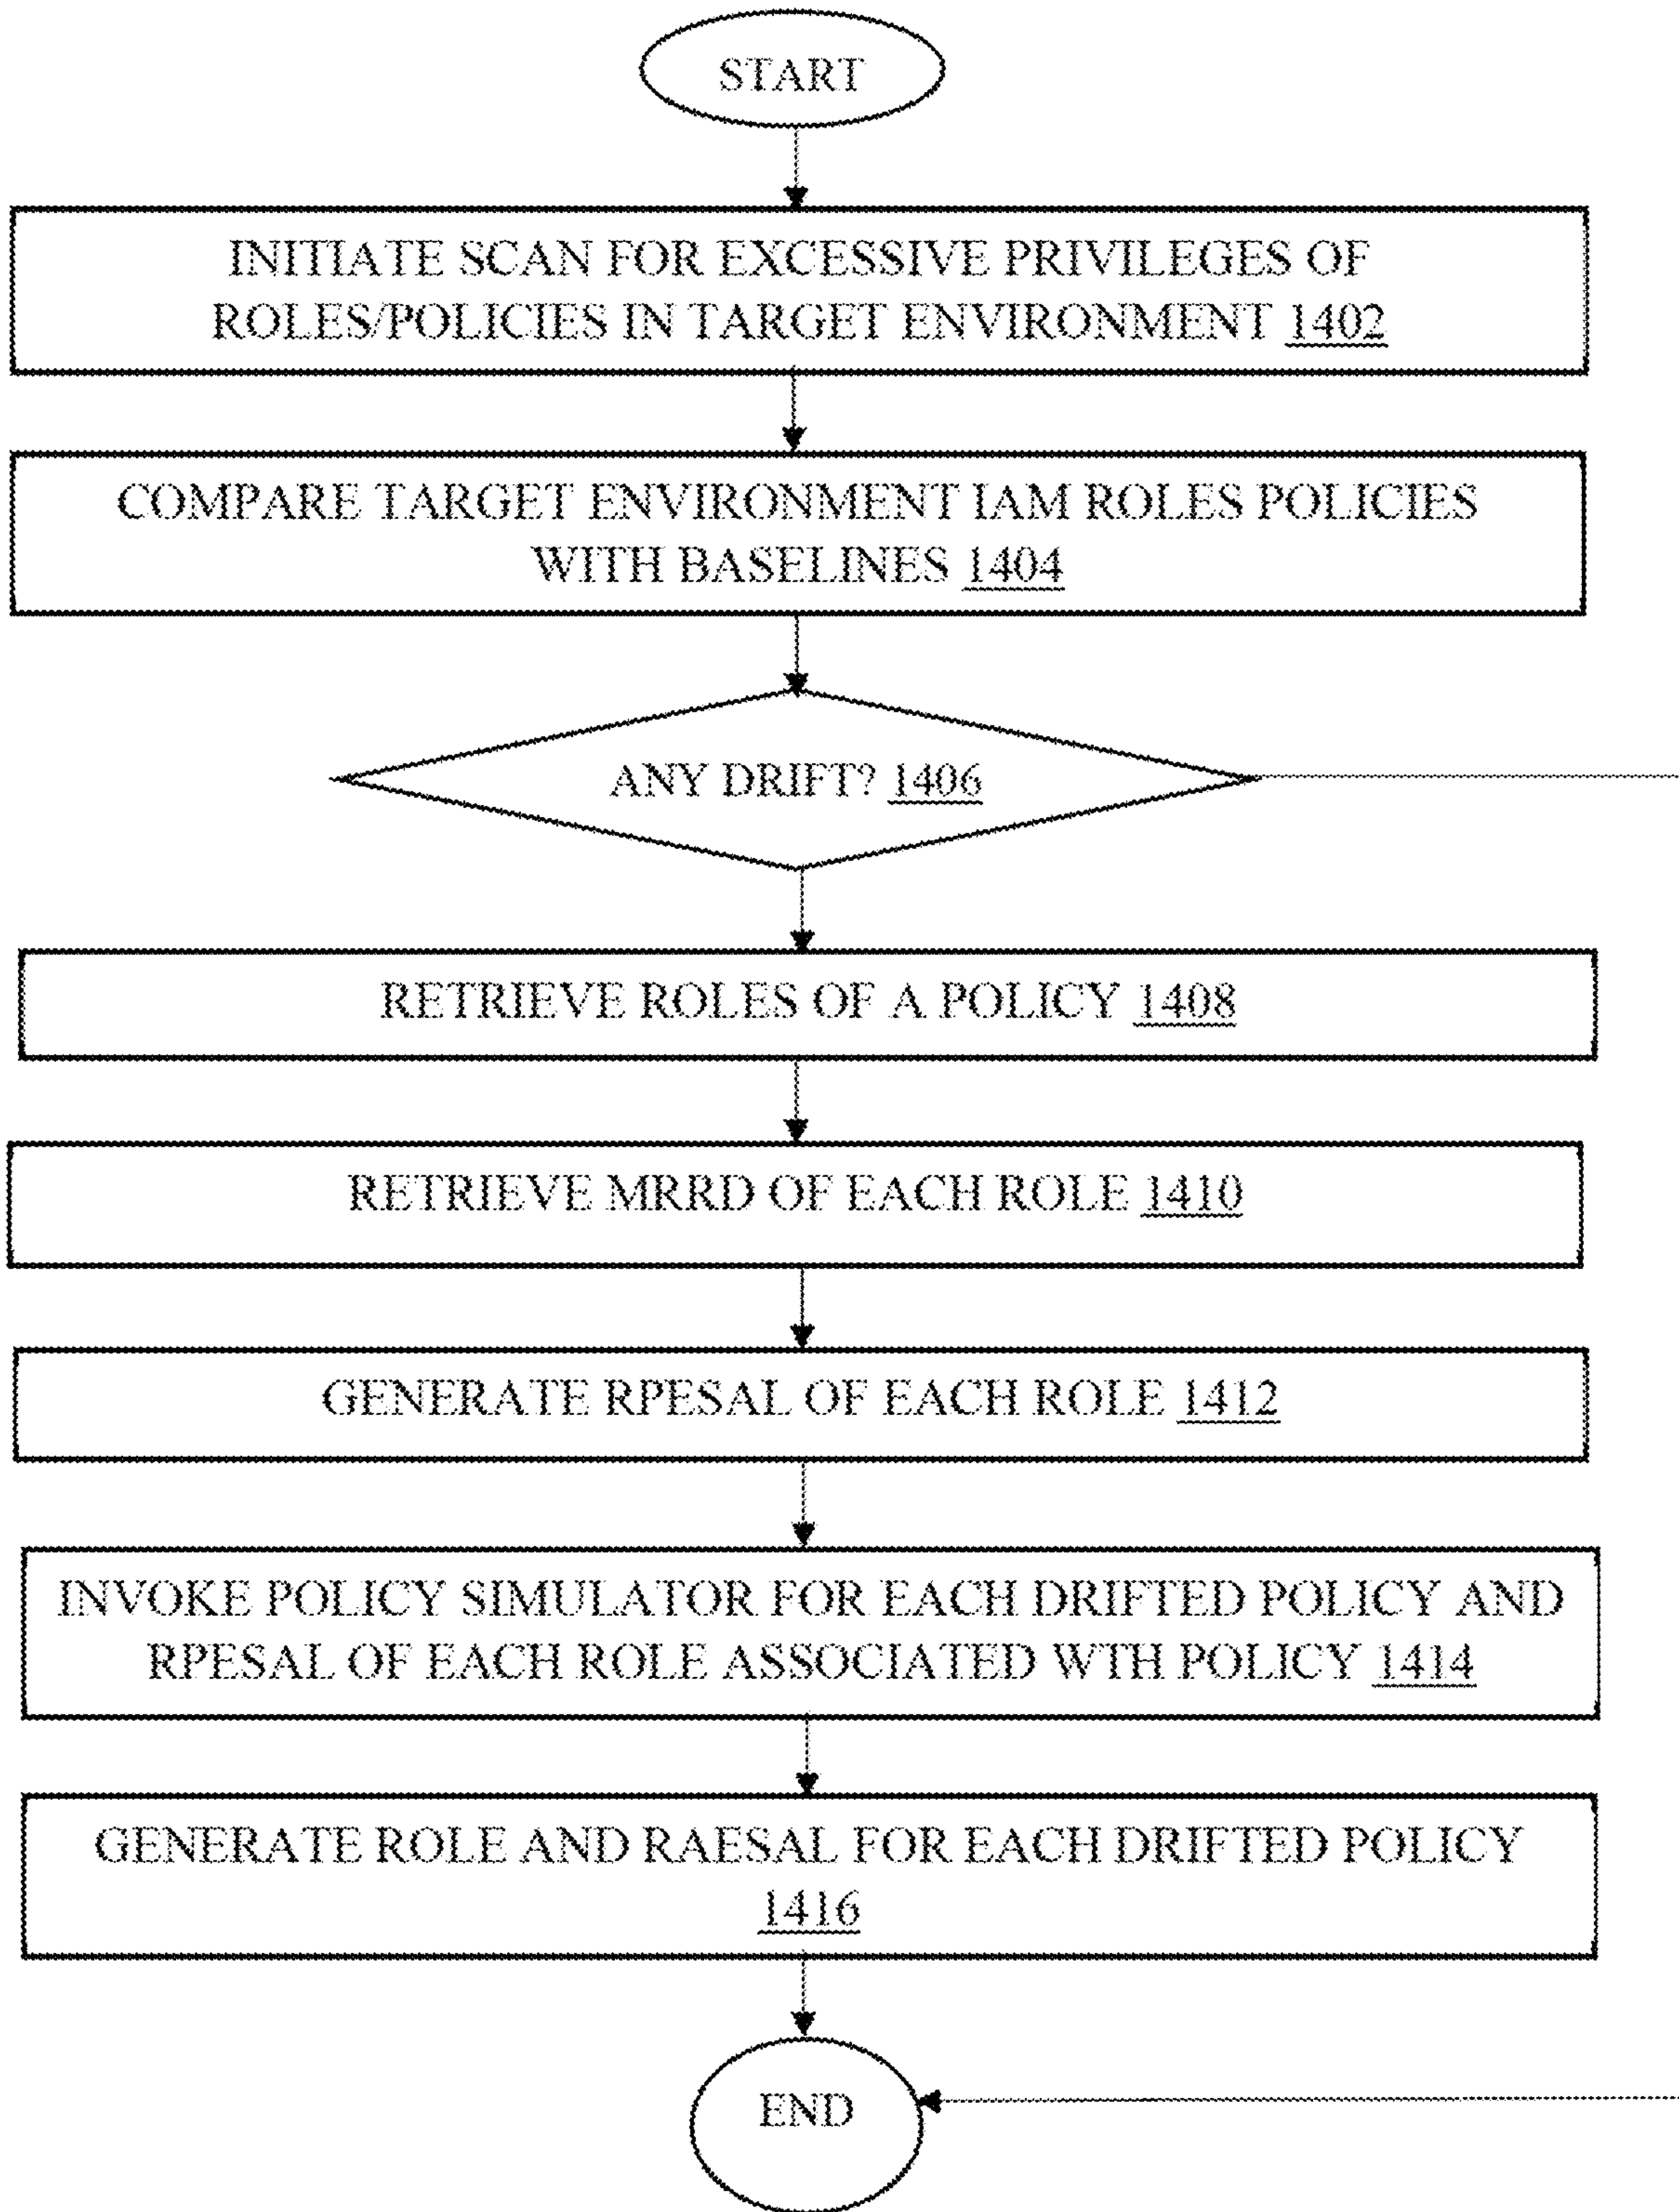 START
INITIATE SCAN FOR EXCESSIVE PRIVILEGES OF
ROLES/POLICIES IN TARGET ENVIRONMENT 1402
COMPARE TARGET ENVIRONMENT IAM ROLES POLICIES
WITH BASELINES 1404
ANY DRIFT? 1406
RETRIEVE ROLES OF A POLICY 1408
RETRIEVE MRRD OF EACH ROLE 1410
GENERATE RPESAL OF EACH ROLE 1412
INVOKE POLICY SIMULATOR FOR EACH DRIFTED POLICY AND
RPESAL OF EACH ROLE ASSOCIATED WTH POLICY 1414
GENERATE ROLE AND RAESAL FOR EACH DRIFTED POLICY
1416
END